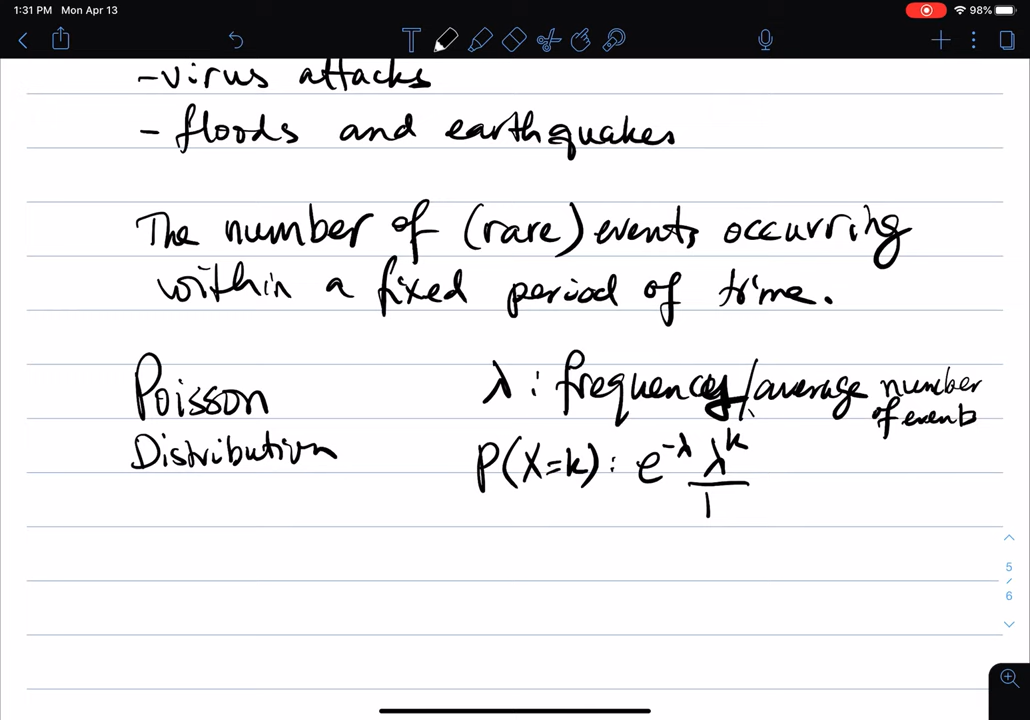 1:31 PM Mon Apr 13
98%
T
-virus attacks
- floods and earthquakes
The number of (rare) events occurring
within a fixed period of time.
Poisson
Distribution
λ : frequency/average number
of events
P(X=k): e^-λ λ^k
5
/
6